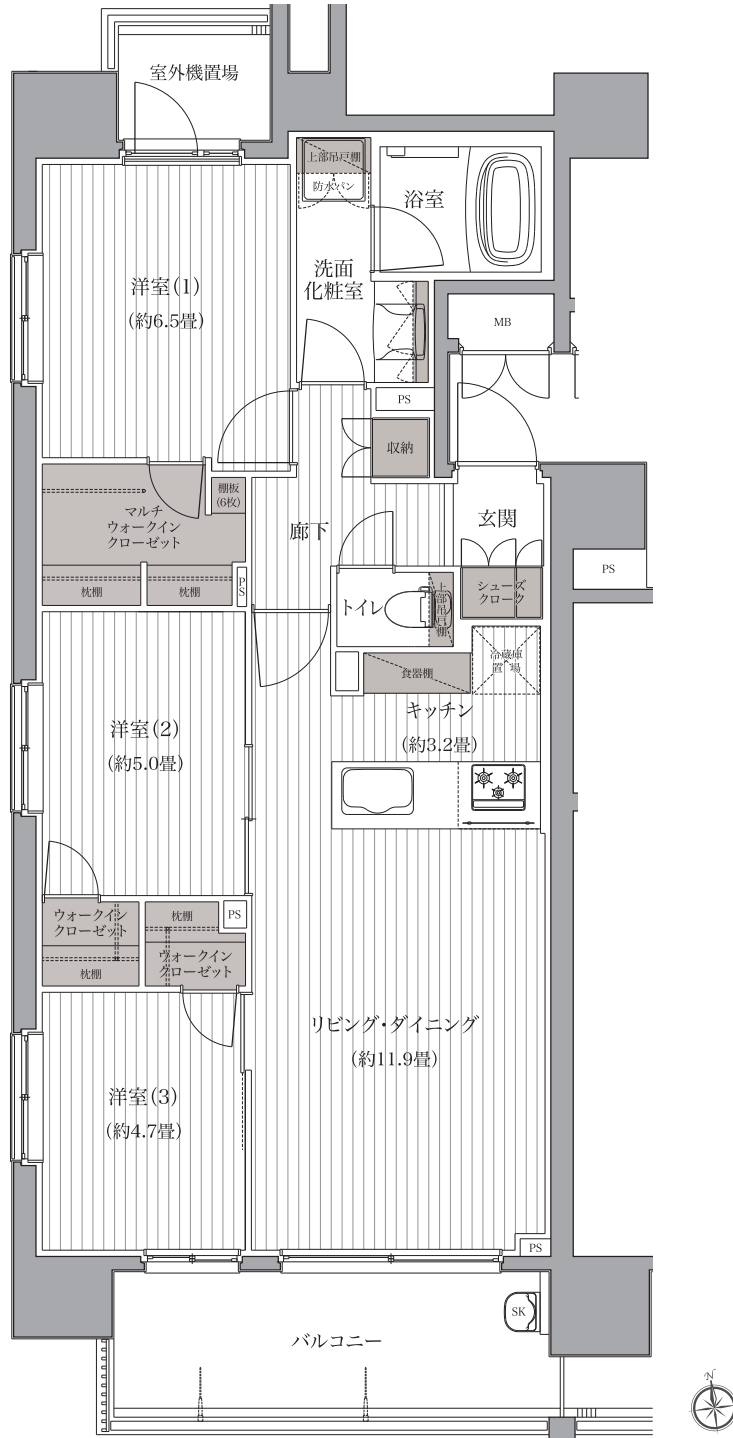 室外機置場
上部吊戸棚
防水パン
浴室
洋室(1)
(約6.5畳)
洗面
化粧室
MB
PS
収納
棚板
(6枚)
マルチ
ウォークイン
クローゼット
廊下
玄関
PS
枕棚
枕棚
PS
トイレ
上部吊戸棚
シューズ
クローク
食器棚
冷蔵庫
置場
キッチン
(約3.2畳)
洋室(2)
(約5.0畳)
ウォークイン
クローゼット
枕棚
PS
枕棚
ウォークイン
クローゼット
リビング・ダイニング
(約11.9畳)
洋室(3)
(約4.7畳)
PS
SK
バルコニー
N